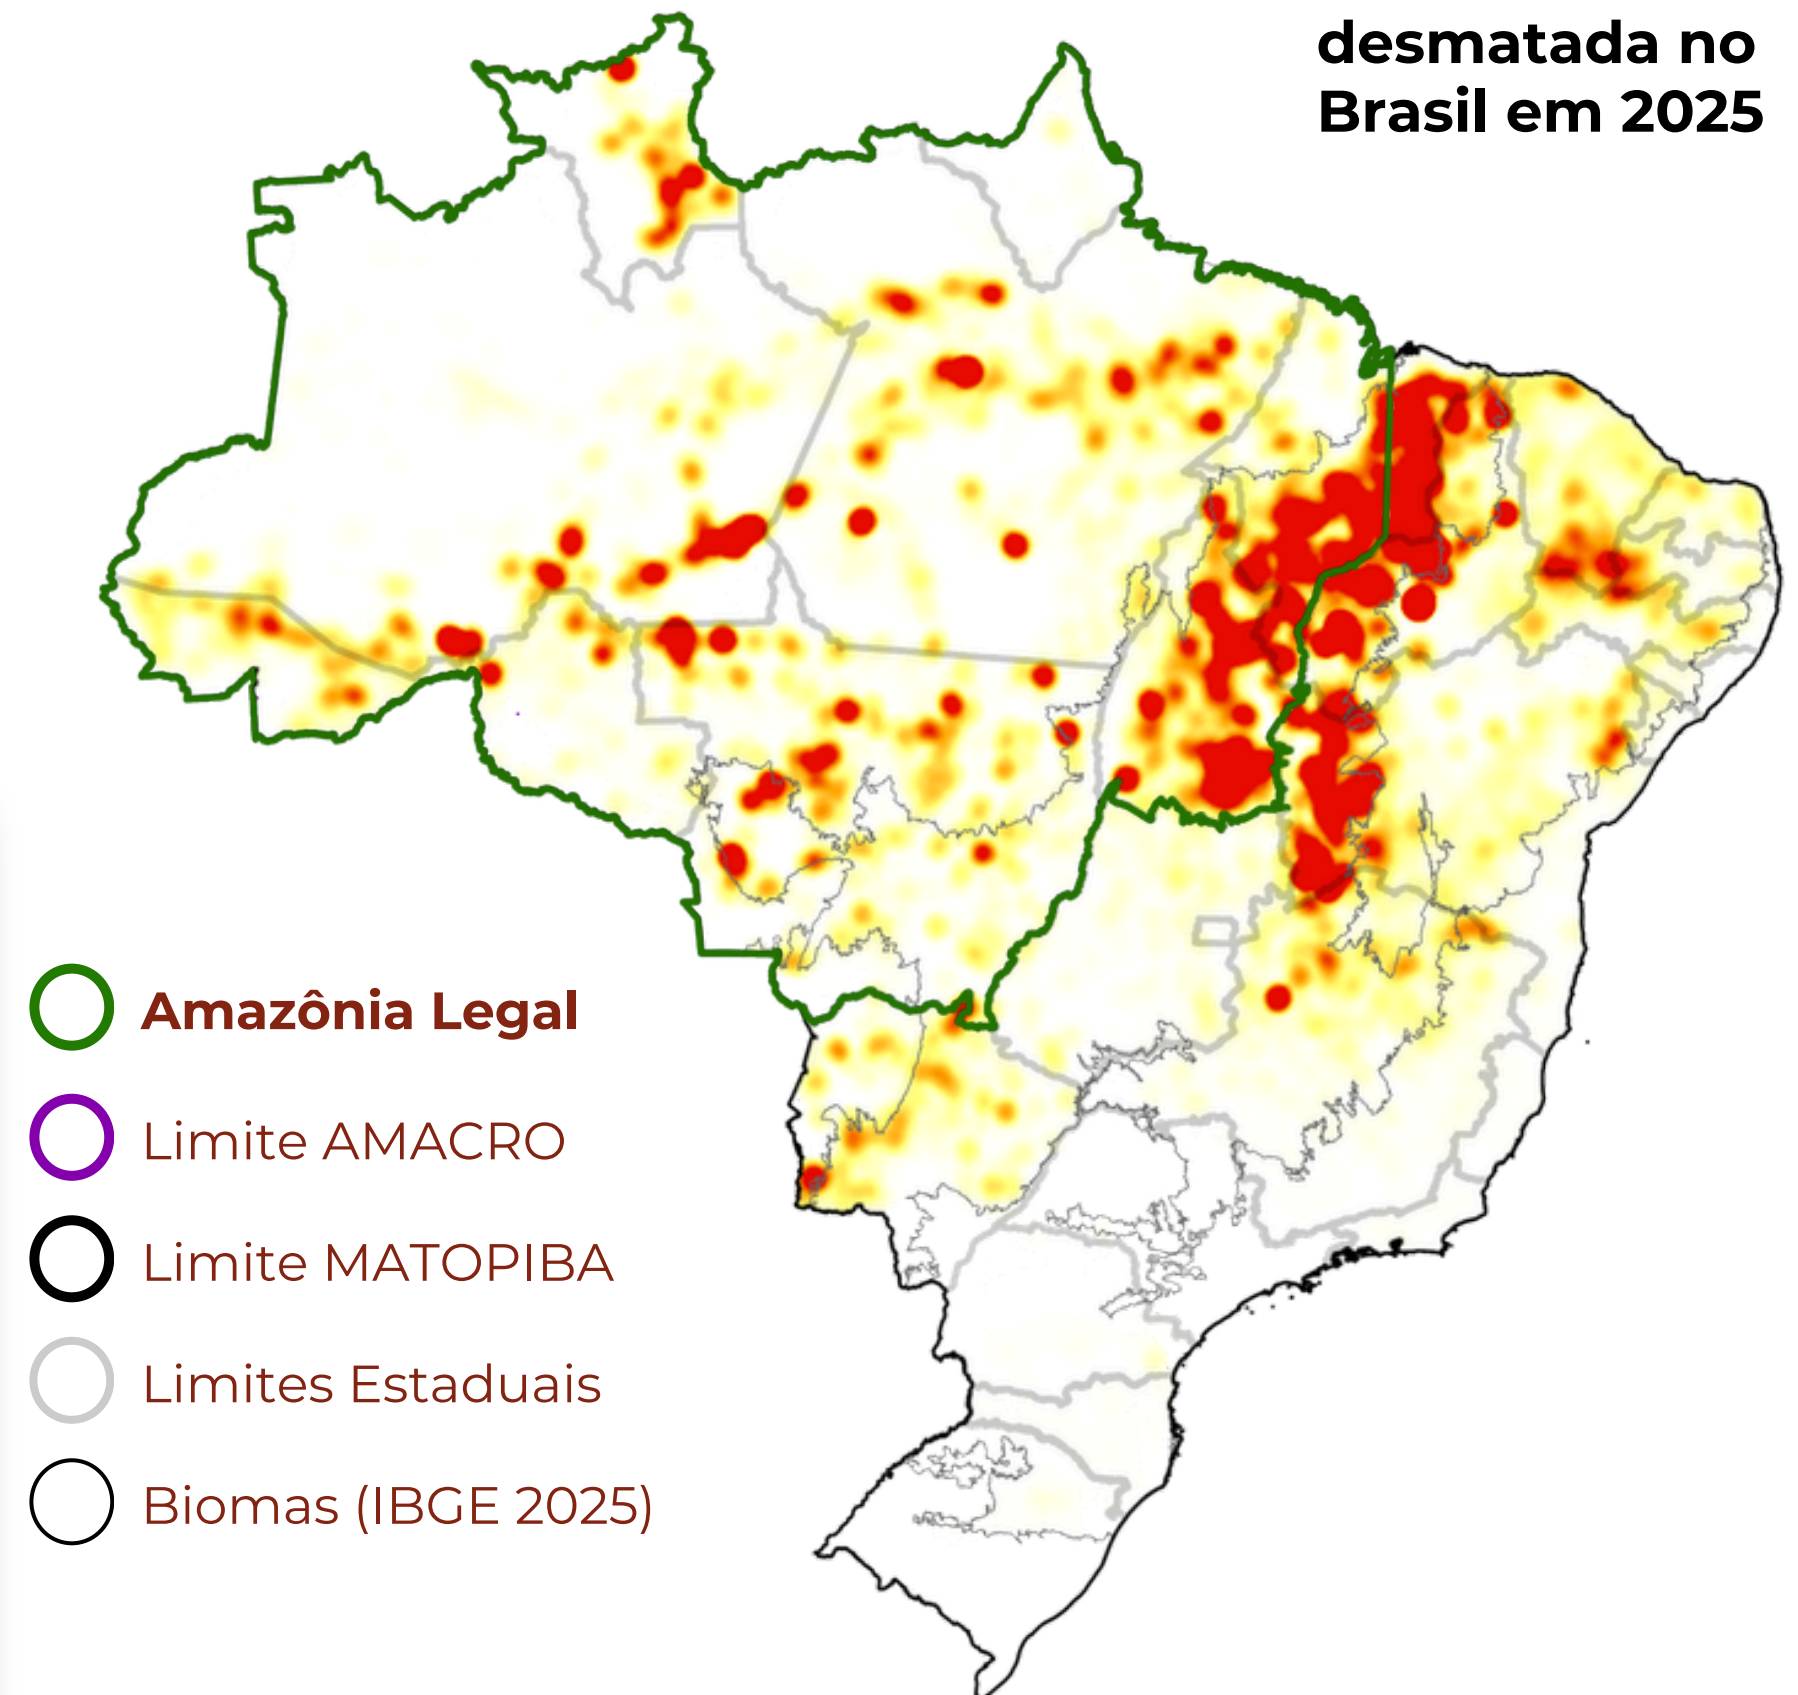 desmatada no
Brasil em 2025
Amazônia Legal
Limite AMACRO
Limite MATOPIBA
Limites Estaduais
Biomas (IBGE 2025)